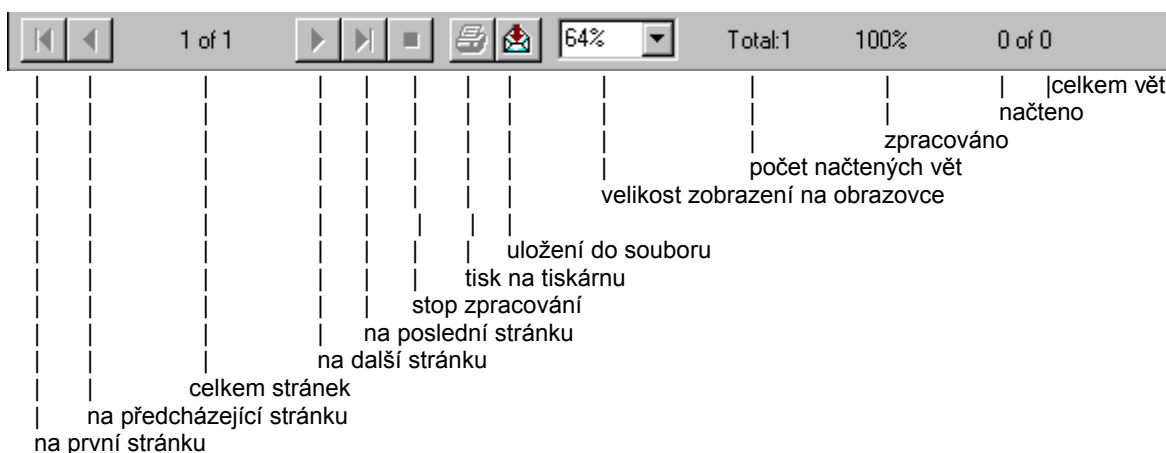 1 of 1 64% Total:1 100% 0 of 0
celkem vět
načteno
zpracováno
počet načtených vět
velikost zobrazení na obrazovce
uložení do souboru
tisk na tiskárnu
stop zpracování
na poslední stránku
na další stránku
celkem stránek
na předcházející stránku
na první stránku